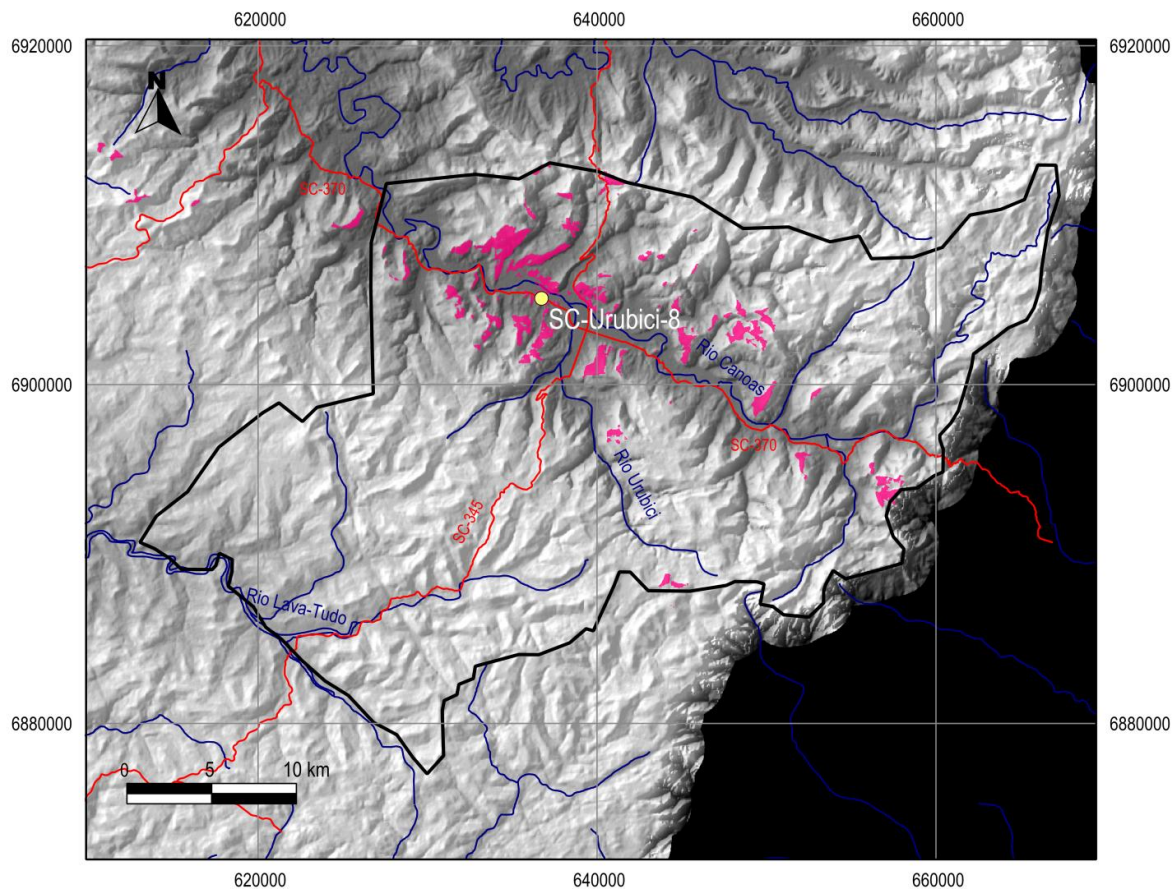 620000 640000 660000
6920000 6920000
N
SC-370
SC-Urubici-8
Rio Canoas
6900000 6900000
SC-370
Rio Urubici
SC-345
Rio Lava-Tudo
6880000 6880000
0 5 10 km
620000 640000 660000